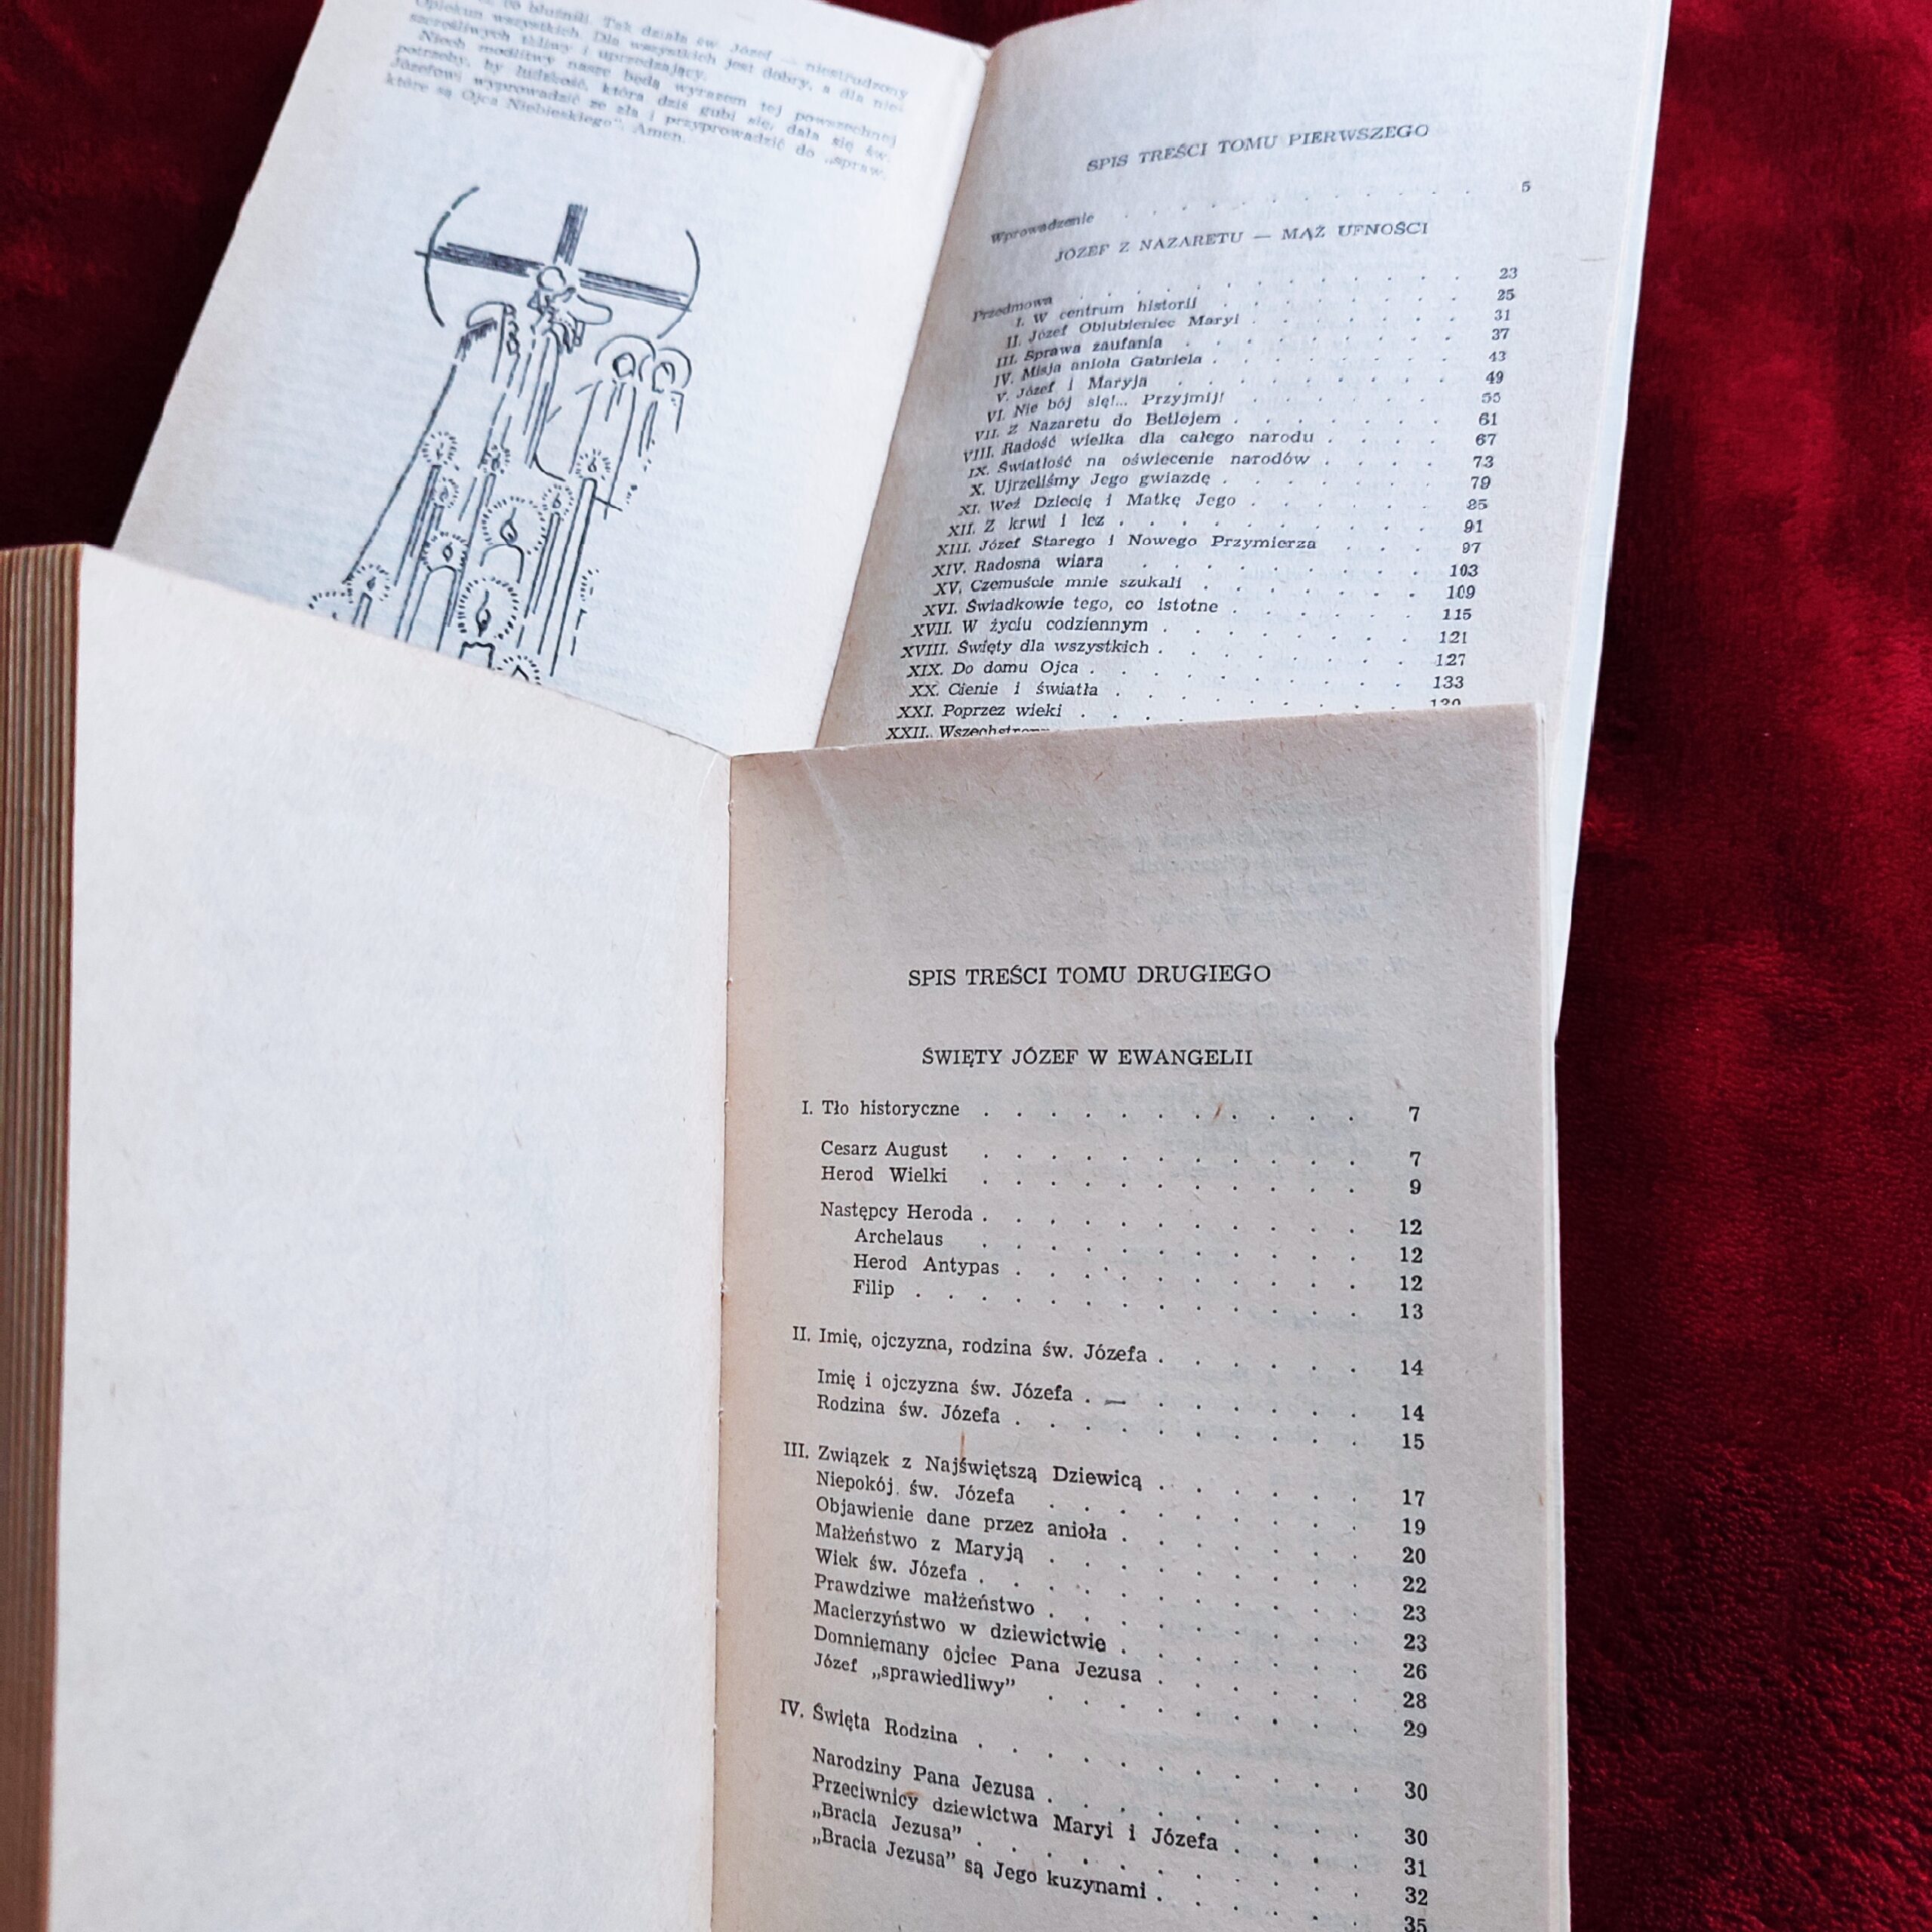 co bluźnili. Tak działa św. Józef — niestrudzony
Opiekun wszystkich. Dla wszystkich jest dobry, a dla nie-
szczęśliwych tkliwy i uprzedzający.
Niech modlitwy nasze będą wyrazem tej powszechnej
potrzeby, by ludzkość, która dziś gubi się, dała się św.
Józefowi wyprowadzić ze zła i przyprowadzić do „spraw,
które są Ojca Niebieskiego". Amen.
SPIS TREŚCI TOMU PIERWSZEGO
Wprowadzenie . . . . . . . . . . . . 5
JÓZEF Z NAZARETU — MĄŻ UFNOŚCI
Przedmowa . . . . . . . . . . . . 23
I. W centrum historii . . . . . . . . 25
II. Józef Oblubieniec Maryi . . . . . . . 31
III. Sprawa zaufania . . . . . . . . . 37
IV. Misja anioła Gabriela . . . . . . . . 43
V. Józef i Maryja . . . . . . . . . 49
VI. Nie bój się!... Przyjmij! . . . . . . . 55
VII. Z Nazaretu do Betlejem . . . . . . . 61
VIII. Radość wielka dla całego narodu . . . . 67
IX. Światłość na oświecenie narodów . . . . 73
X. Ujrzeliśmy Jego gwiazdę . . . . . . . 79
XI. Weź Dziecię i Matkę Jego . . . . . . 85
XII. Z krwi i łez . . . . . . . . . . 91
XIII. Józef Starego i Nowego Przymierza . . . 97
XIV. Radosna wiara . . . . . . . . . 103
XV. Czemuście mnie szukali . . . . . . . 109
XVI. Świadkowie tego, co istotne . . . . . . 115
XVII. W życiu codziennym . . . . . . . . 121
XVIII. Święty dla wszystkich . . . . . . . . 127
XIX. Do domu Ojca . . . . . . . . . . 133
XX. Cienie i światła . . . . . . . . . 139
XXI. Poprzez wieki . . . . . . . . . .
XXII.
SPIS TREŚCI TOMU DRUGIEGO
ŚWIĘTY JÓZEF W EWANGELII
I. Tło historyczne . . . . . . . . . . . . 7
Cesarz August . . . . . . . . . . . . 7
Herod Wielki . . . . . . . . . . . . 9
Następcy Heroda . . . . . . . . . . . . 12
Archelaus . . . . . . . . . . . . 12
Herod Antypas . . . . . . . . . . . 12
Filip . . . . . . . . . . . . . . 13
II. Imię, ojczyzna, rodzina św. Józefa . . . . . . 14
Imię i ojczyzna św. Józefa . . . . . . . . 14
Rodzina św. Józefa . . . . . . . . . . . 15
III. Związek z Najświętszą Dziewicą . . . . . . 17
Niepokój św. Józefa . . . . . . . . . . 19
Objawienie dane przez anioła . . . . . . . 20
Małżeństwo z Maryją . . . . . . . . . . 22
Wiek św. Józefa . . . . . . . . . . . 23
Prawdziwe małżeństwo . . . . . . . . . . 23
Macierzyństwo w dziewictwie . . . . . . . 26
Domniemany ojciec Pana Jezusa . . . . . . 28
Józef „sprawiedliwy” . . . . . . . . . . 29
IV. Święta Rodzina . . . . . . . . . . . . 30
Narodziny Pana Jezusa . . . . . . . . . . 30
Przeciwnicy dziewictwa Maryi i Józefa . . . . 31
„Bracia Jezusa” . . . . . . . . . . . . 32
„Bracia Jezusa” są Jego kuzynami . . . . . . 35